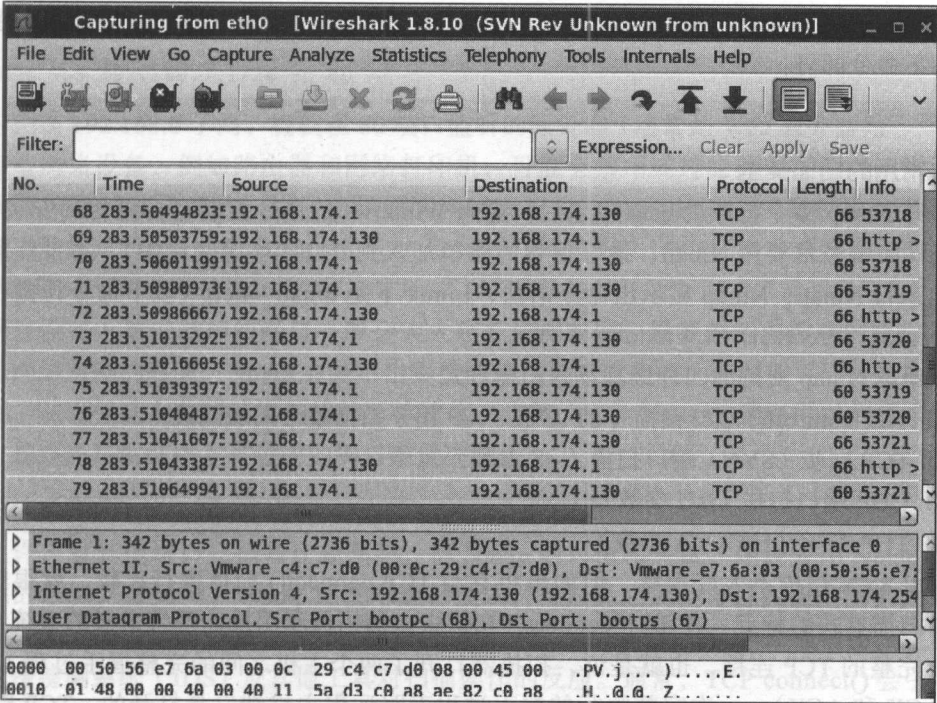 Capturing from eth0 [Wireshark 1.8.10 (SVN Rev Unknown from unknown)]
File Edit View Go Capture Analyze Statistics Telephony Tools Internals Help
Filter: Expression... Clear Apply Save
No. Time Source Destination Protocol Length Info
68 283.504948235 192.168.174.1 192.168.174.130 TCP 66 53718
69 283.505037592 192.168.174.130 192.168.174.1 TCP 66 http >
70 283.506011991 192.168.174.1 192.168.174.130 TCP 60 53718
71 283.509809736 192.168.174.1 192.168.174.130 TCP 66 53719
72 283.509866677 192.168.174.130 192.168.174.1 TCP 66 http >
73 283.510132925 192.168.174.1 192.168.174.130 TCP 66 53720
74 283.510166056 192.168.174.130 192.168.174.1 TCP 66 http >
75 283.510393973 192.168.174.1 192.168.174.130 TCP 60 53719
76 283.510404877 192.168.174.1 192.168.174.130 TCP 60 53720
77 283.510416075 192.168.174.1 192.168.174.130 TCP 66 53721
78 283.510433873 192.168.174.130 192.168.174.1 TCP 66 http >
79 283.510649941 192.168.174.1 192.168.174.130 TCP 60 53721
Frame 1: 342 bytes on wire (2736 bits), 342 bytes captured (2736 bits) on interface 0
Ethernet II, Src: Vmware_c4:c7:d0 (00:0c:29:c4:c7:d0), Dst: Vmware_e7:6a:03 (00:50:56:e7:
Internet Protocol Version 4, Src: 192.168.174.130 (192.168.174.130), Dst: 192.168.174.254
User Datagram Protocol, Src Port: bootpc (68), Dst Port: bootps (67)
0000 00 50 56 e7 6a 03 00 0c 29 c4 c7 d0 08 00 45 00 .PV.j... ).....E.
0010 01 48 00 00 40 00 40 11 5a d3 c0 a8 ae 82 c0 a8 .H..@.@. Z.......